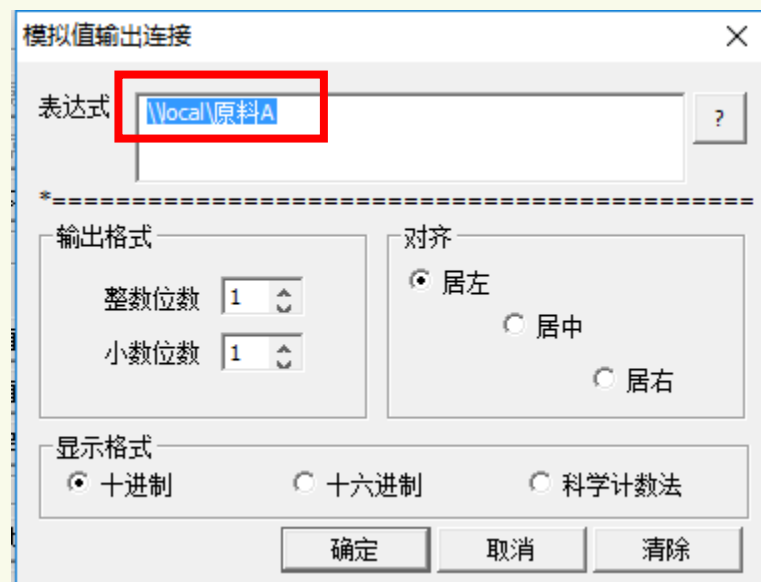 模拟值输出连接
表达式
\\local\原料A
?
*============================================
输出格式
对齐
整数位数 1
小数位数 1
居左
居中
居右
显示格式
十进制
十六进制
科学计数法
确定
取消
清除